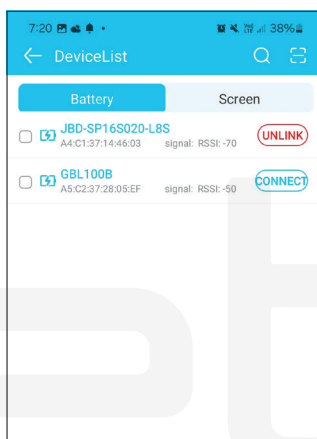 7:20
38%
DeviceList
Battery Screen
JBD-SP16S020-L8S
A4:C1:37:14:46:03 signal: RSSI:-70
UNLINK
GBL100B
A5:C2:37:28:05:EF signal: RSSI:-50
CONNECT